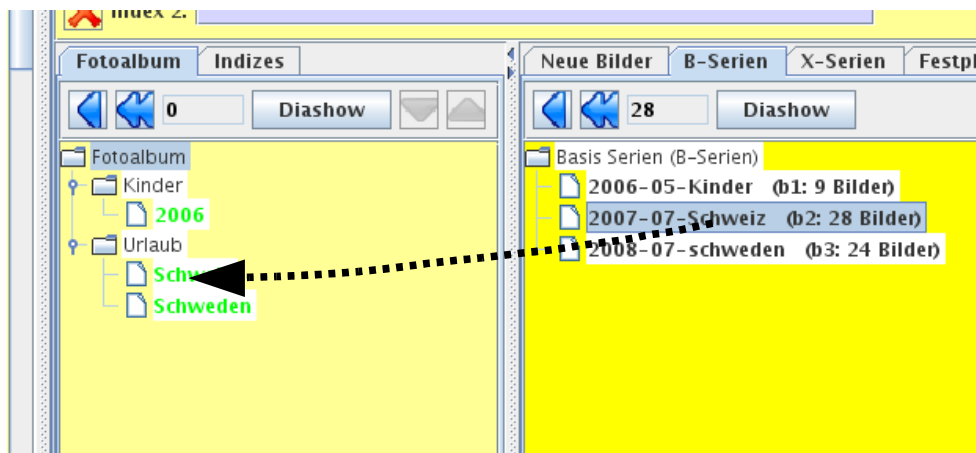 Index 2.
Fotoalbum Indizes
0 Diashow
Fotoalbum
Kinder
2006
Urlaub
Schweden
Neue Bilder B-Serien X-Serien
28 Diashow
Basis Serien (B-Serien)
2006-05-Kinder (b1: 9 Bilder)
2007-07-Schweiz (b2: 28 Bilder)
2008-07-schweden (b3: 24 Bilder)